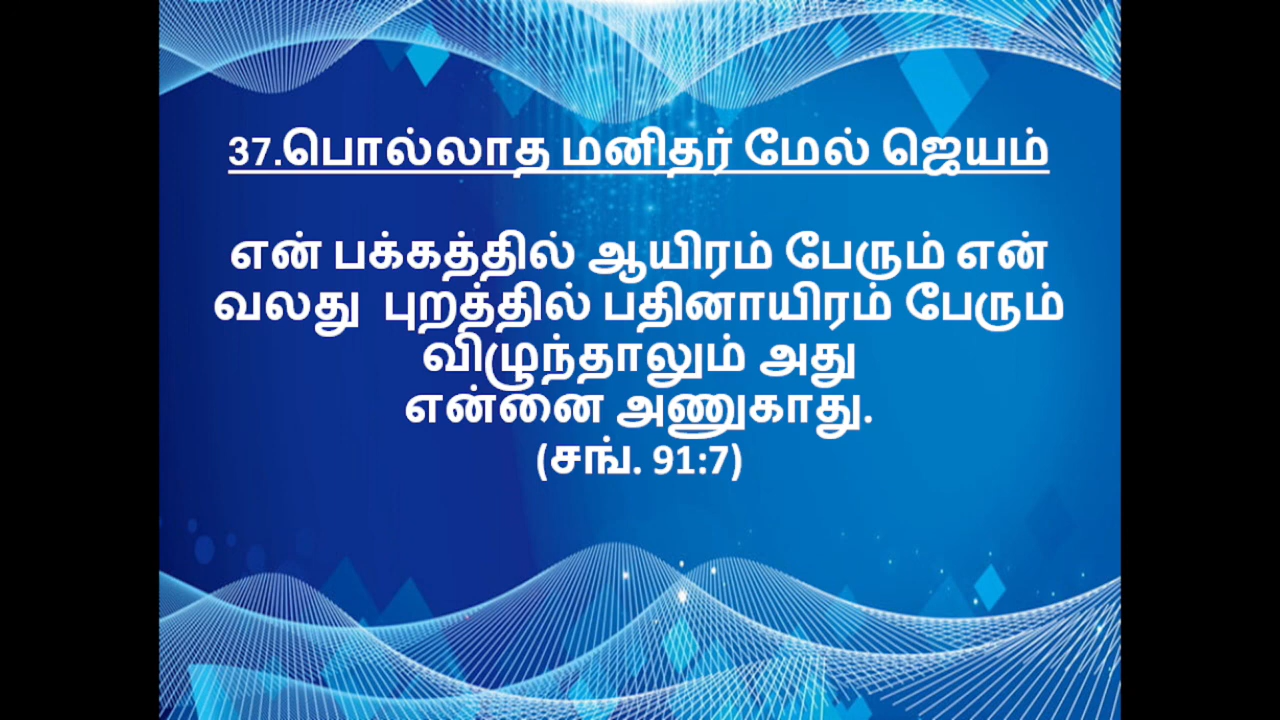 37.பொல்லாத மனிதர் மேல் ஜெயம்
என் பக்கத்தில் ஆயிரம் பேரும் என்
வலது புறத்தில் பதினாயிரம் பேரும்
விழுந்தாலும் அது
என்னை அணுகாது.
(சங். 91:7)